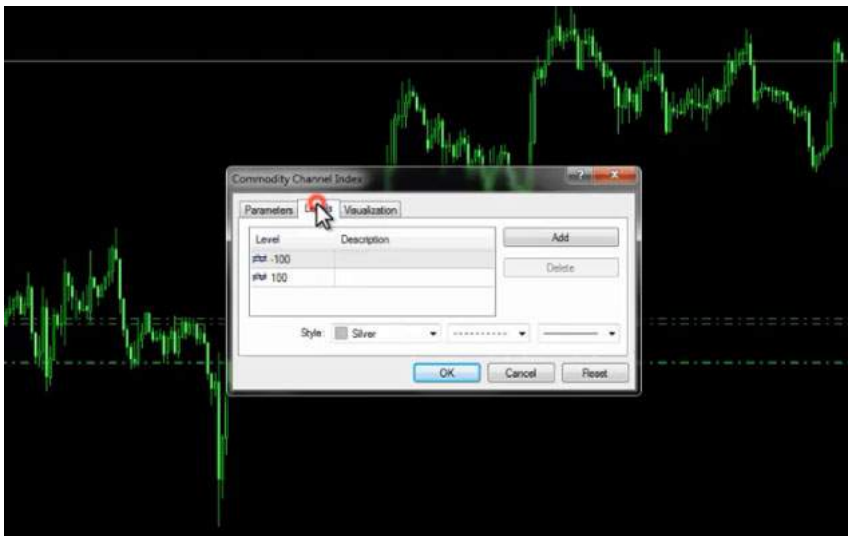 Commodity Channel Index
Parameters Visualization
Level Description
-100
100
Add
Delete
Style: Silver
OK Cancel Reset